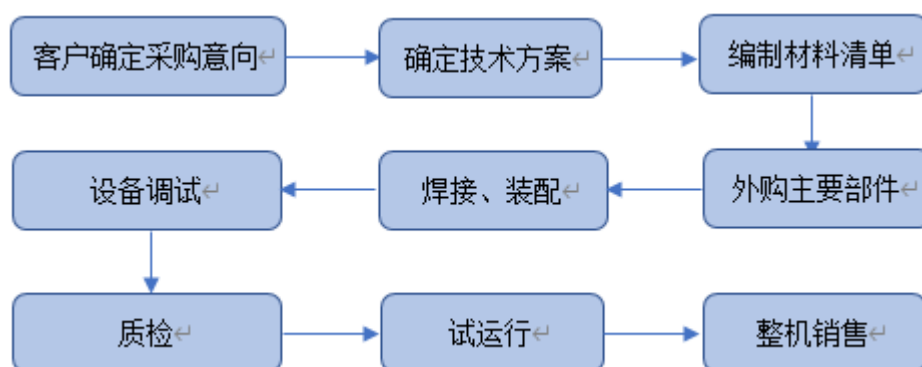 客户确定采购意向
确定技术方案
编制材料清单
外购主要部件
焊接、装配
设备调试
质检
试运行
整机销售